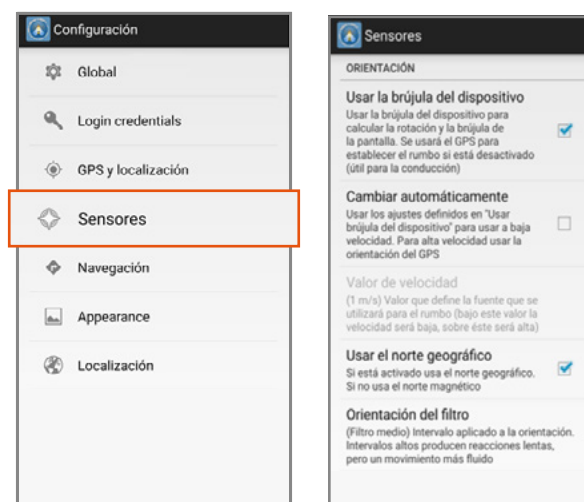 Configuración
Global
Login credentials
GPS y localización
Sensores
Navegación
Appearance
Localización
Sensores
ORIENTACIÓN
Usar la brújula del dispositivo
Usar la brújula del dispositivo para
calcular la rotación y la brújula de
la pantalla. Se usará el GPS para
establecer el rumbo si está desactivado
(útil para la conducción)
Cambiar automáticamente
Usar los ajustes definidos en "Usar
brújula del dispositivo" para usar a baja
velocidad. Para alta velocidad usar la
orientación del GPS
Valor de velocidad
(1 m/s) Valor que define la fuente que se
utilizará para el rumbo (bajo este valor la
velocidad será baja, sobre éste será alta)
Usar el norte geográfico
Si está activado usa el norte geográfico.
Si no usa el norte magnético
Orientación del filtro
(Filtro medio) Intervalo aplicado a la orientación.
Intervalos altos producen reacciones lentas,
pero un movimiento más fluido